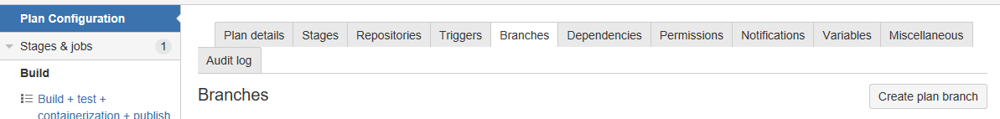 Plan Configuration
Stages & jobs 1
Build
Build + test +
containerization + publish
Plan details Stages Repositories Triggers Branches Dependencies Permissions Notifications Variables Miscellaneous
Audit log
Branches
Create plan branch